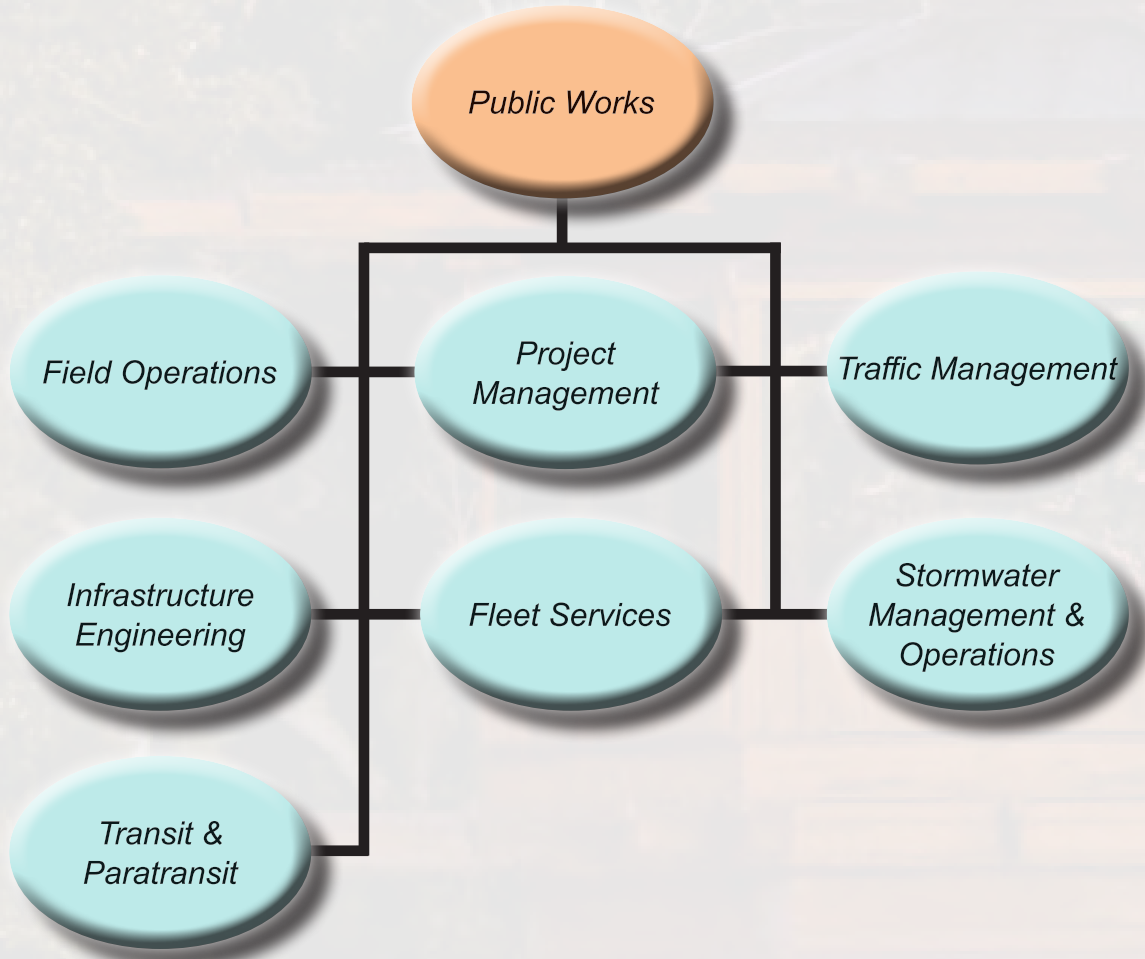 Public Works
Field Operations
Project
Management
Traffic Management
Infrastructure
Engineering
Fleet Services
Stormwater
Management &
Operations
Transit &
Paratransit